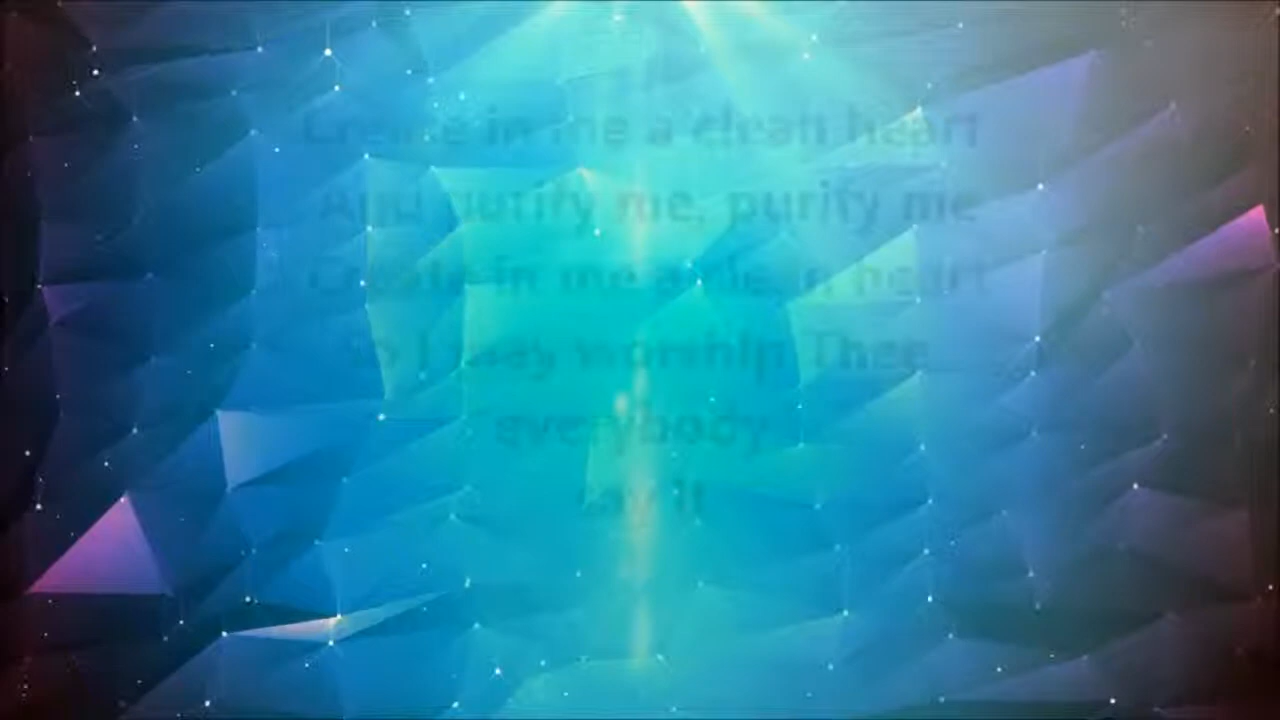 Create in me a clean heart
And purify me, purify me
Create in me a clean heart
So I may worship Thee
everybody
say it